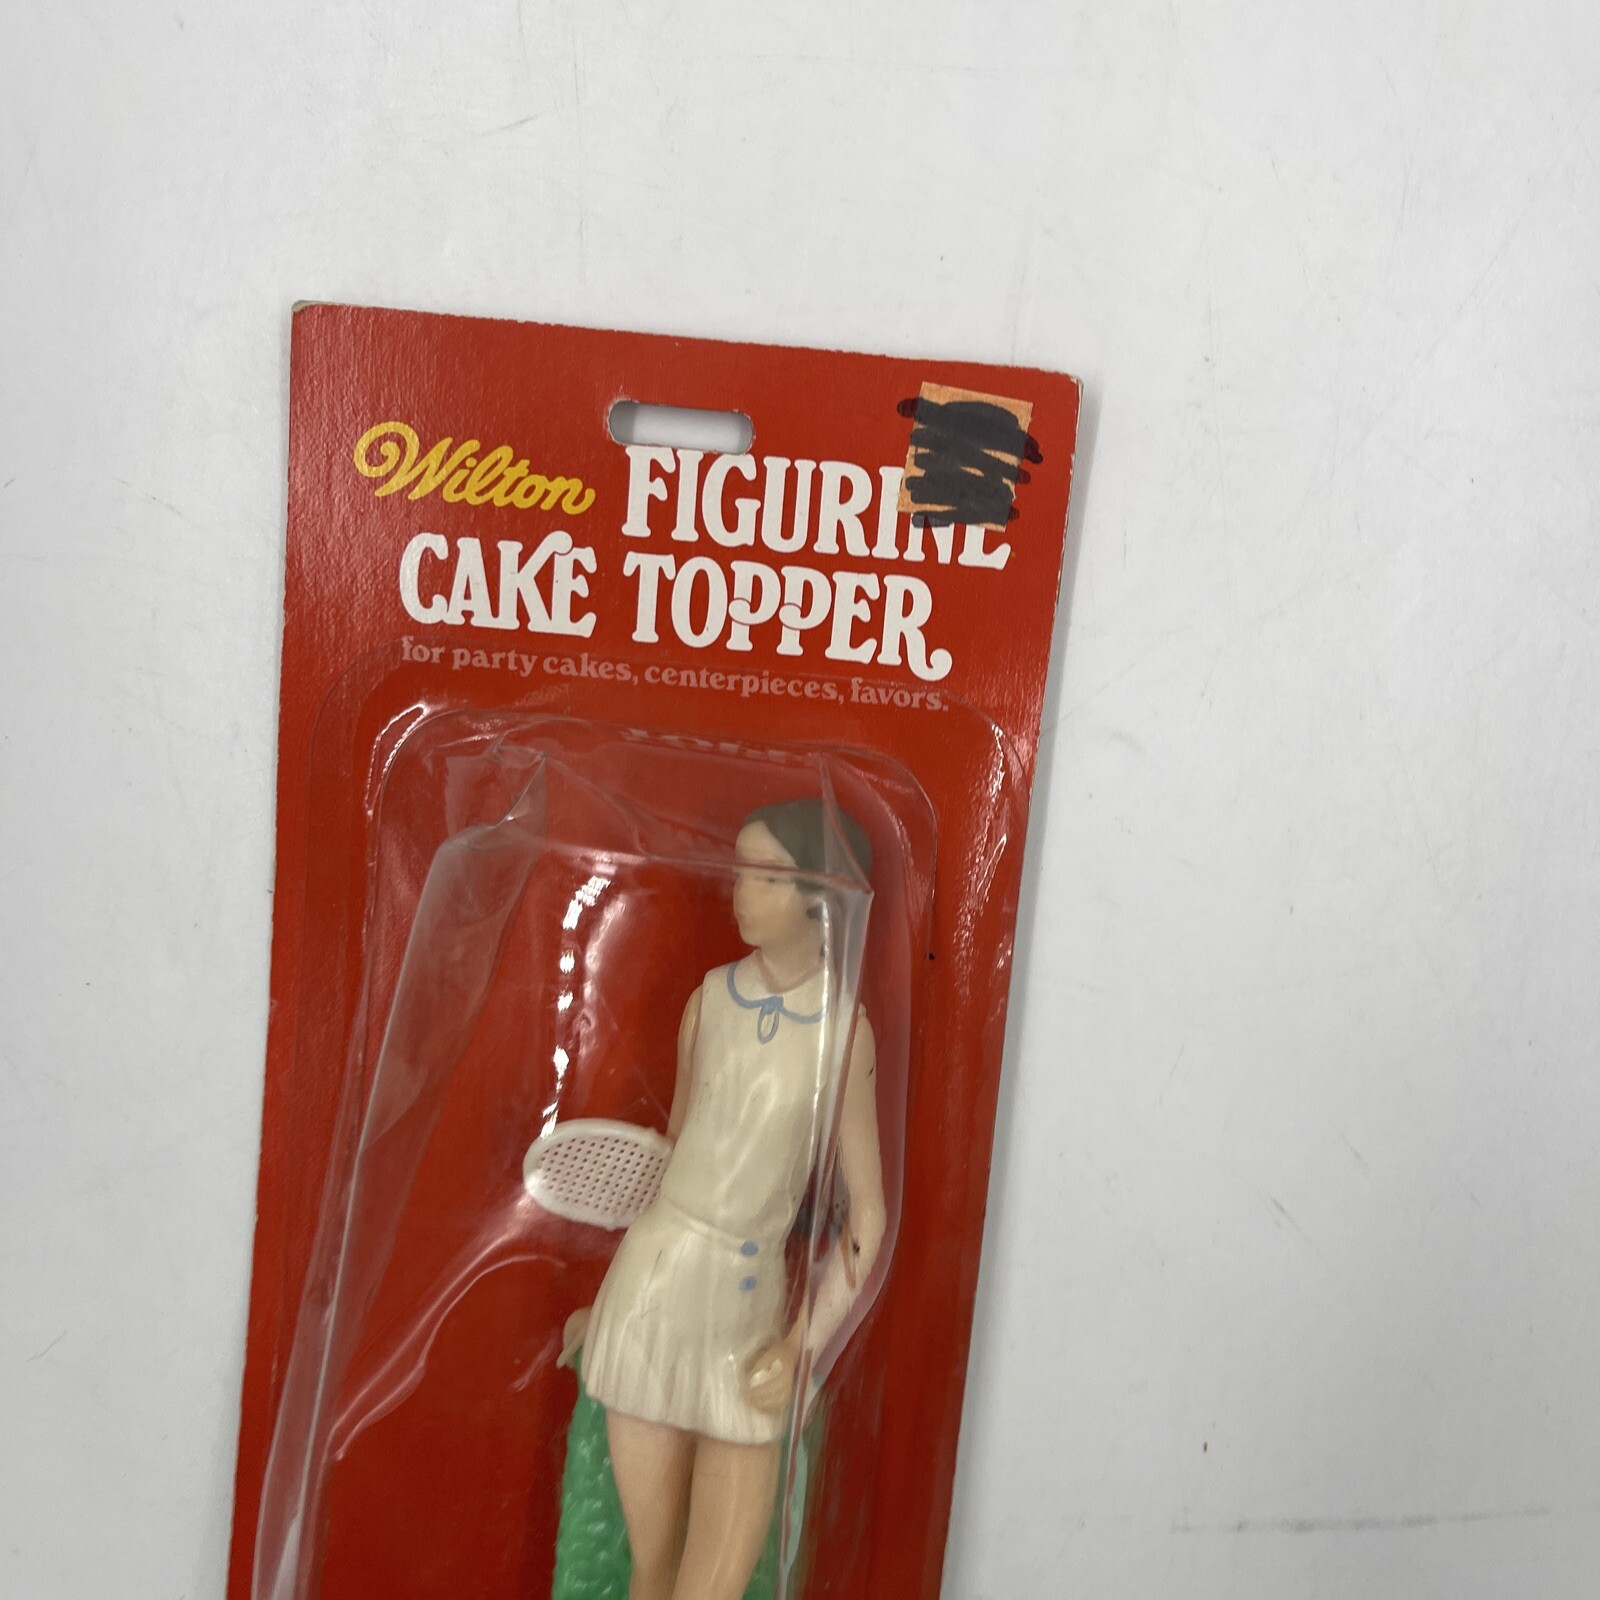 Wilton FIGURINE
CAKE TOPPER
for party cakes, centerpieces, favors.